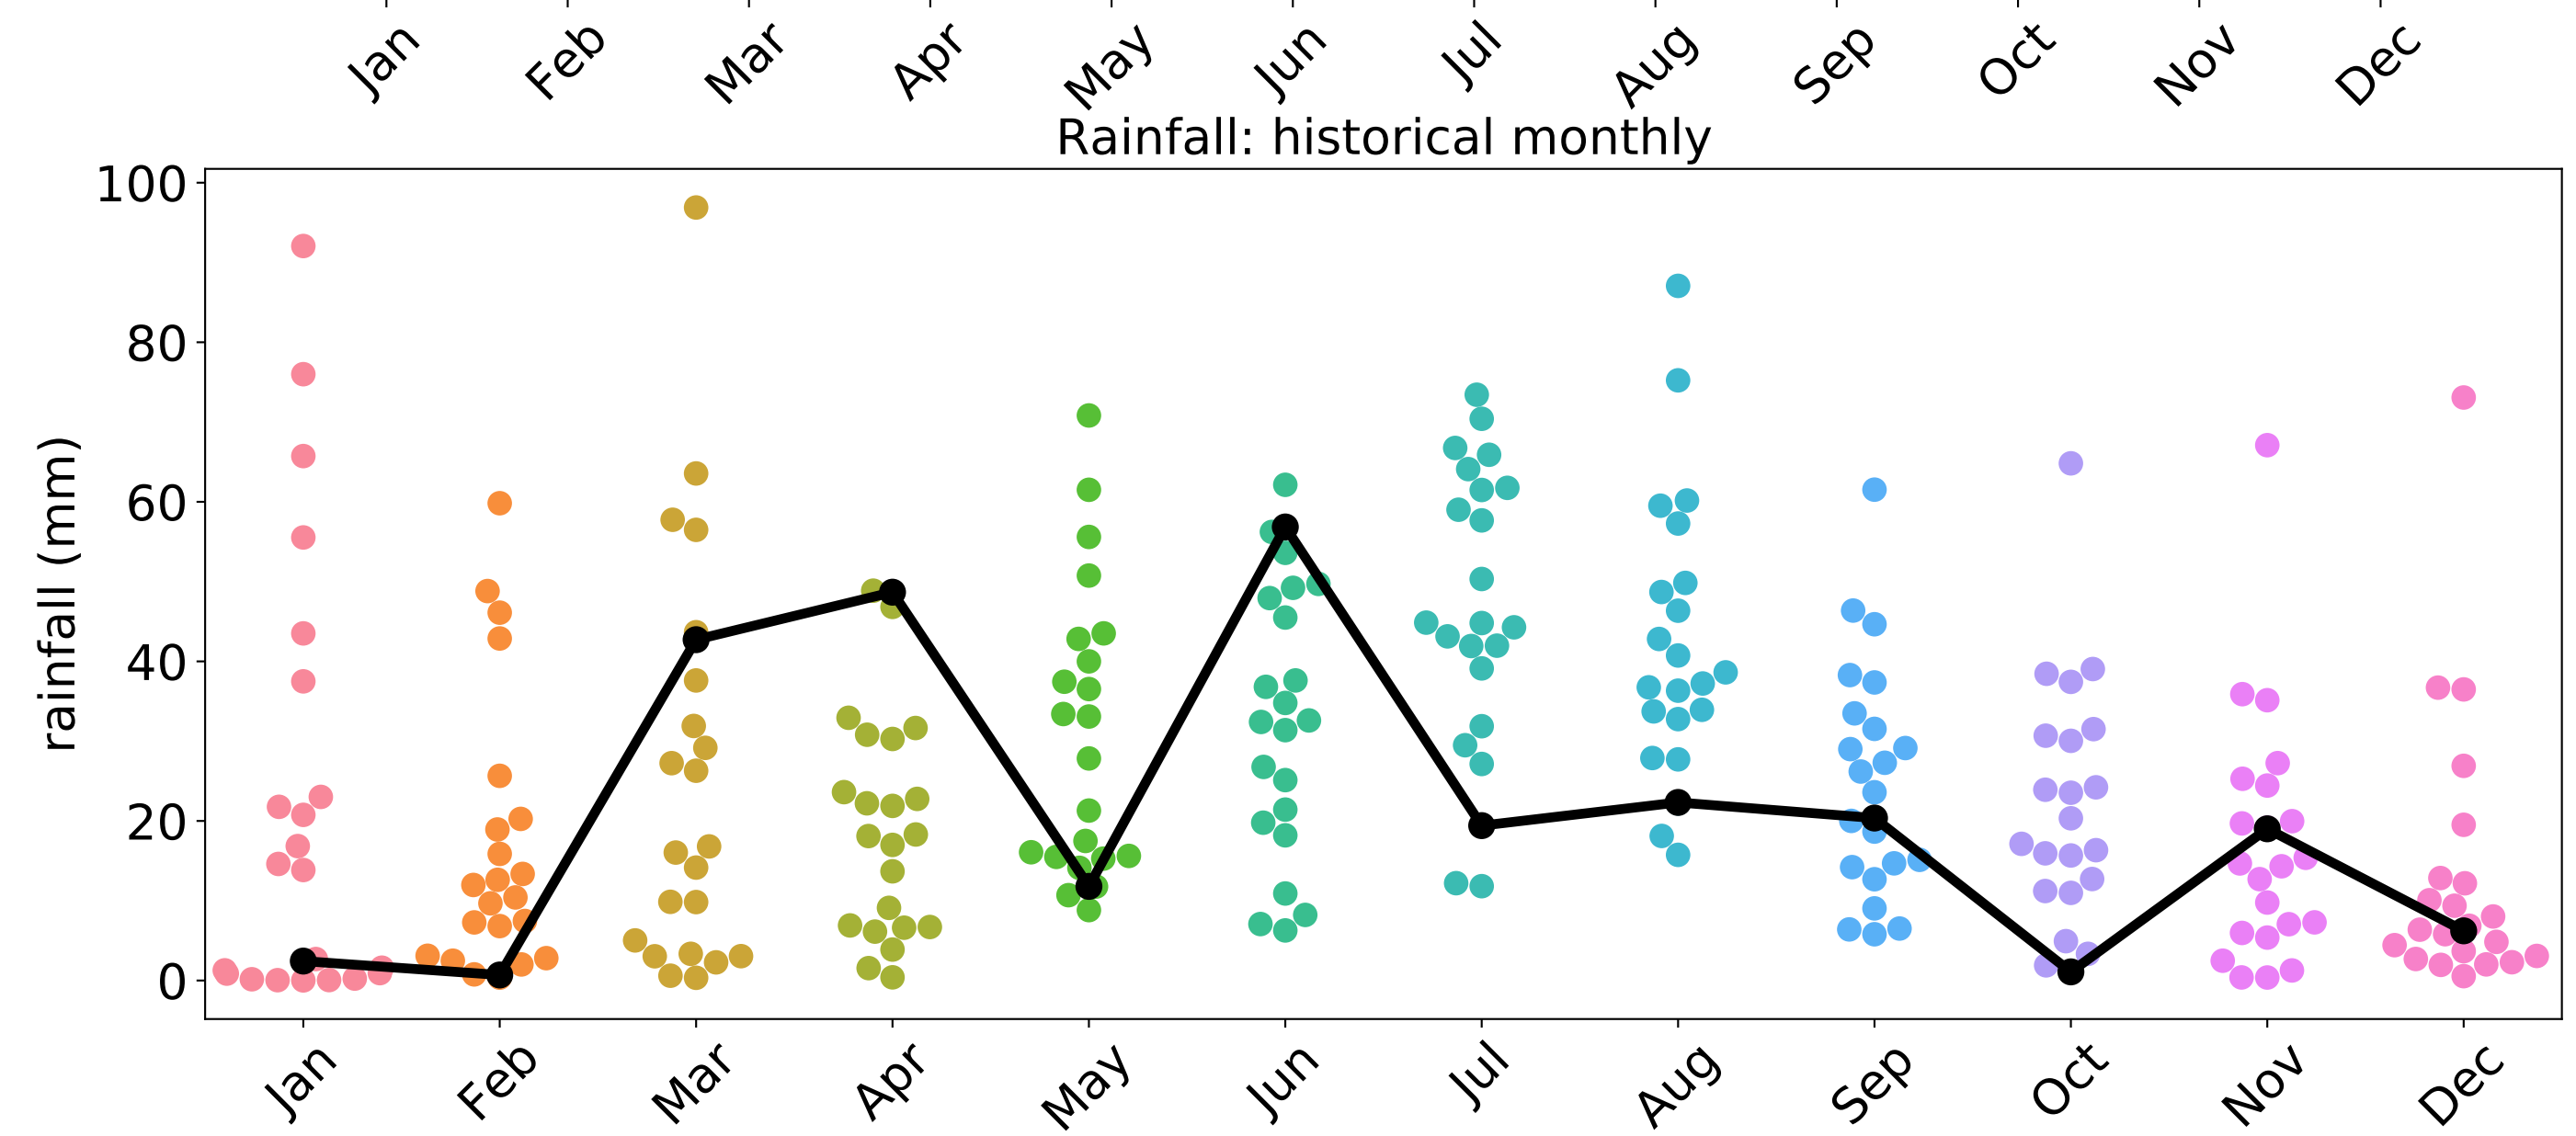 Jan Feb Mar Apr May Jun Jul Aug Sep Oct Nov Dec
Rainfall: historical monthly
100
80
60
40
20
0
rainfall (mm)
Jan Feb Mar Apr May Jun Jul Aug Sep Oct Nov Dec